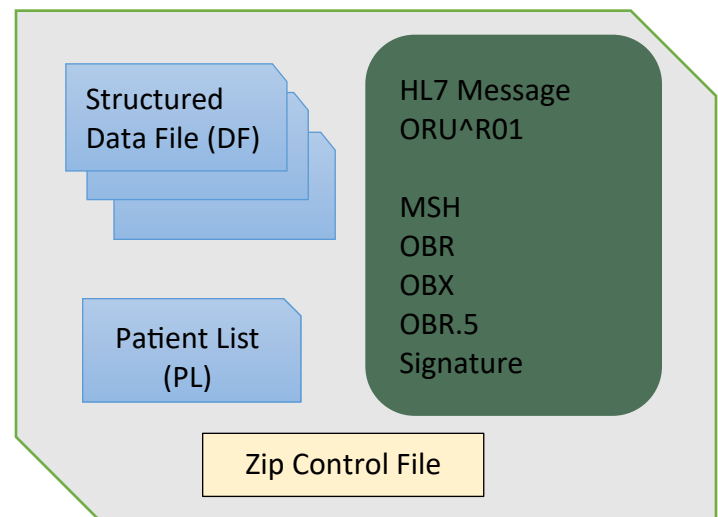 Structured
Data File (DF)
Patient List
(PL)
HL7 Message
ORU^R01
MSH
OBR
OBX
OBR.5
Signature
Zip Control File